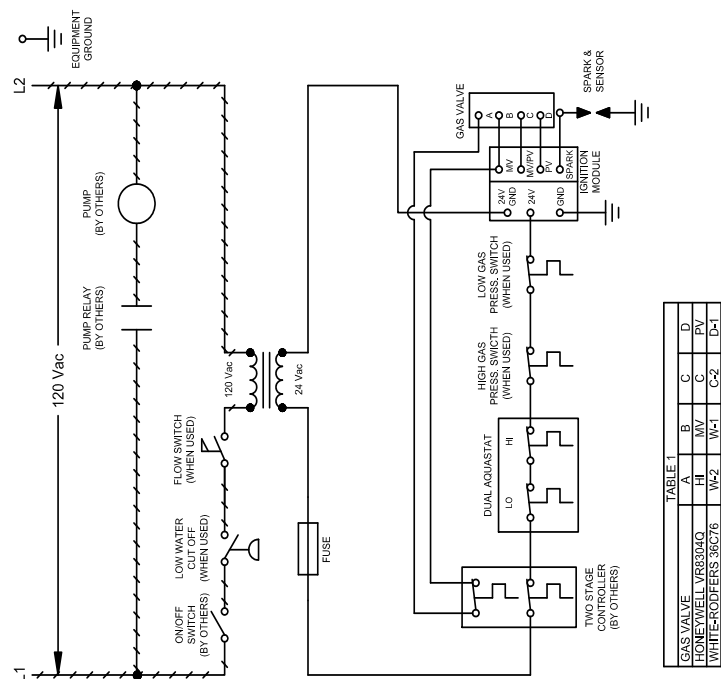 L1
L2
120 Vac
EQUIPMENT
GROUND
PUMP RELAY
(BY OTHERS)
PUMP
(BY OTHERS)
ON/OFF
SWITCH
(BY OTHERS)
LOW WATER
CUT OFF
(WHEN USED)
FLOW SWITCH
(WHEN USED)
120 Vac
24 Vac
FUSE
TWO STAGE
CONTROLLER
(BY OTHERS)
DUAL AQUASTAT
LO
HI
HIGH GAS
PRESS. SWICTH
(WHEN USED)
LOW GAS
PRESS. SWITCH
(WHEN USED)
24V
GND
24V
GND
MV
MV/PV
PV
SPARK
IGNITION
MODULE
GAS VALVE
A
B
C
D
SPARK &
SENSOR
TABLE 1
GAS VALVE A B C D
HONEYWELL VR8304Q HI MV C PV
WHITE-RODFERS 36C76 W-2 W-1 C-2 D-1